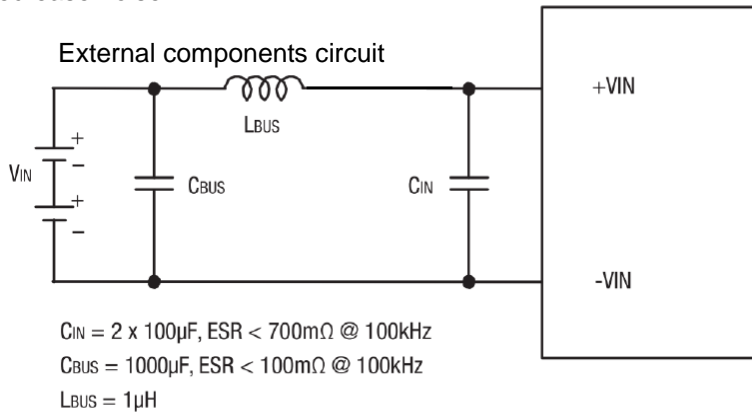 External components circuit
+VIN
LBUS
+
VIN
–
CBUS
CIN
+
–
-VIN
CIN = 2 x 100µF, ESR < 700mΩ @ 100kHz
CBUS = 1000µF, ESR < 100mΩ @ 100kHz
LBUS = 1µH